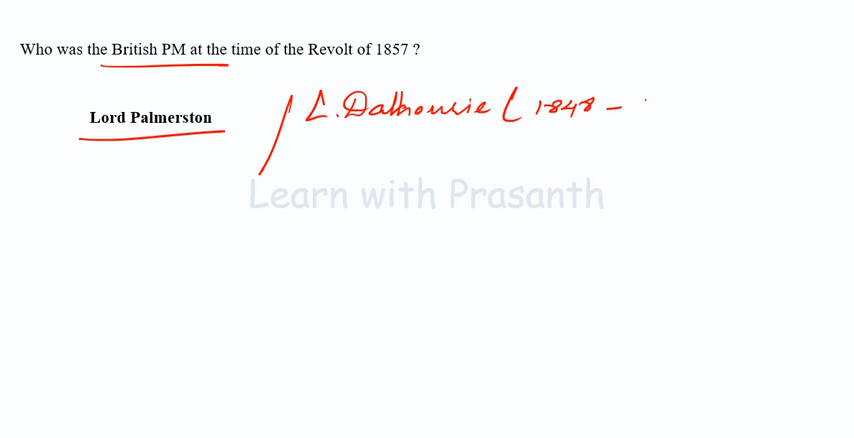 Who was the British PM at the time of the Revolt of 1857 ?
Lord Palmerston / L. Dalhousie ( 1848 -
Learn with Prasanth